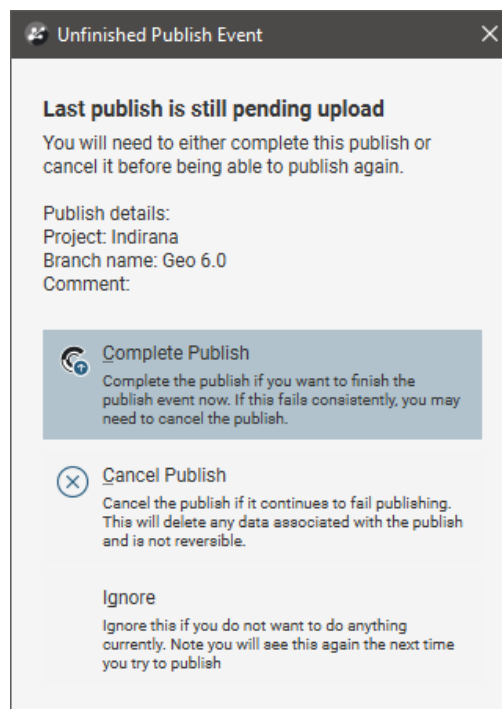 Unfinished Publish Event
Last publish is still pending upload
You will need to either complete this publish or
cancel it before being able to publish again.
Publish details:
Project: Indirana
Branch name: Geo 6.0
Comment:
Complete Publish
Complete the publish if you want to finish the
publish event now. If this fails consistently, you may
need to cancel the publish.
Cancel Publish
Cancel the publish if it continues to fail publishing.
This will delete any data associated with the publish
and is not reversible.
Ignore
Ignore this if you do not want to do anything
currently. Note you will see this again the next time
you try to publish